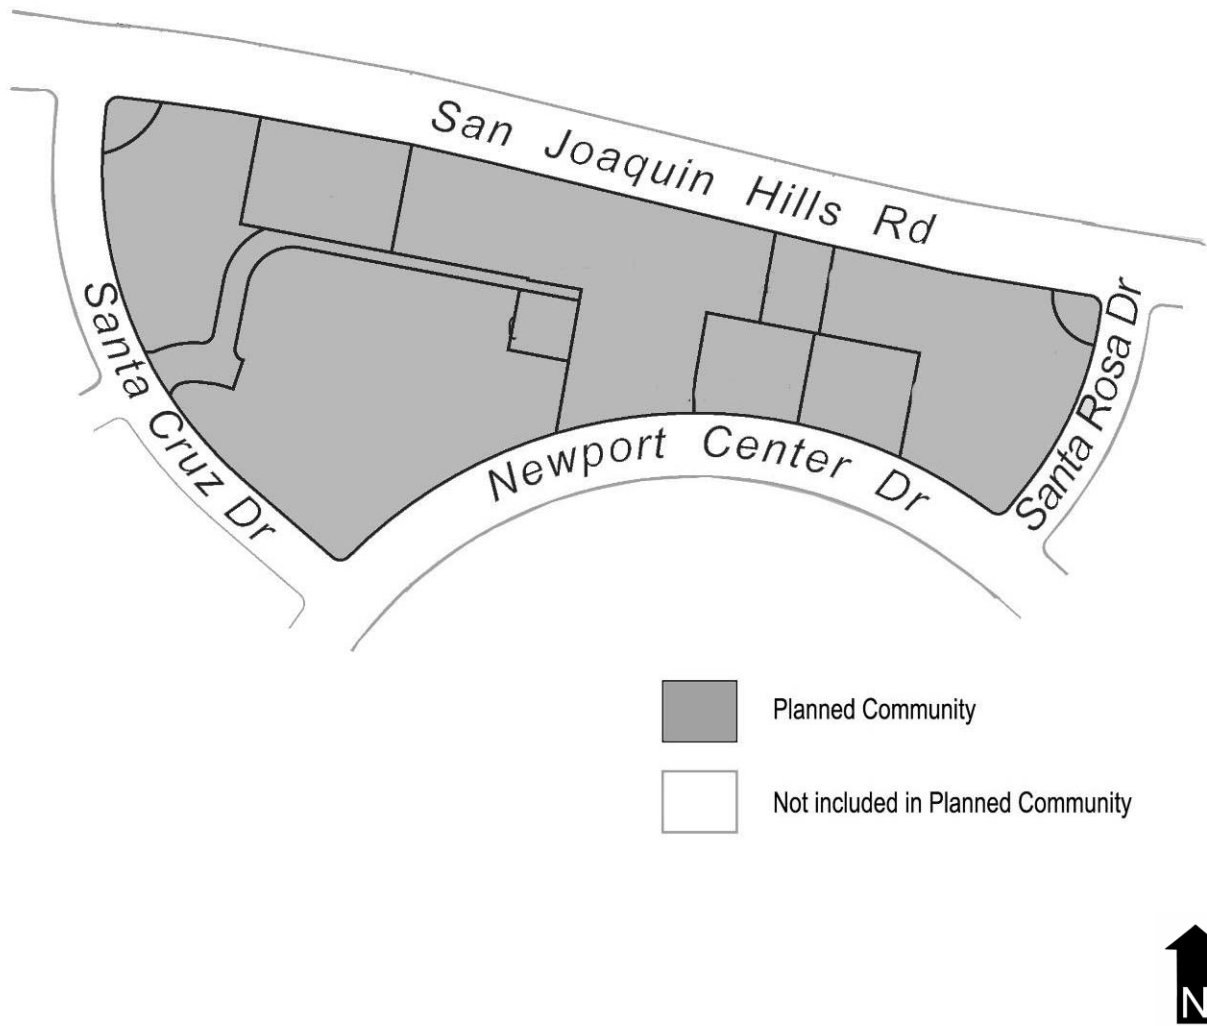 San Joaquin Hills Rd
Santa Cruz Dr
Newport Center Dr
Santa Rosa Dr
Planned Community
Not included in Planned Community
N